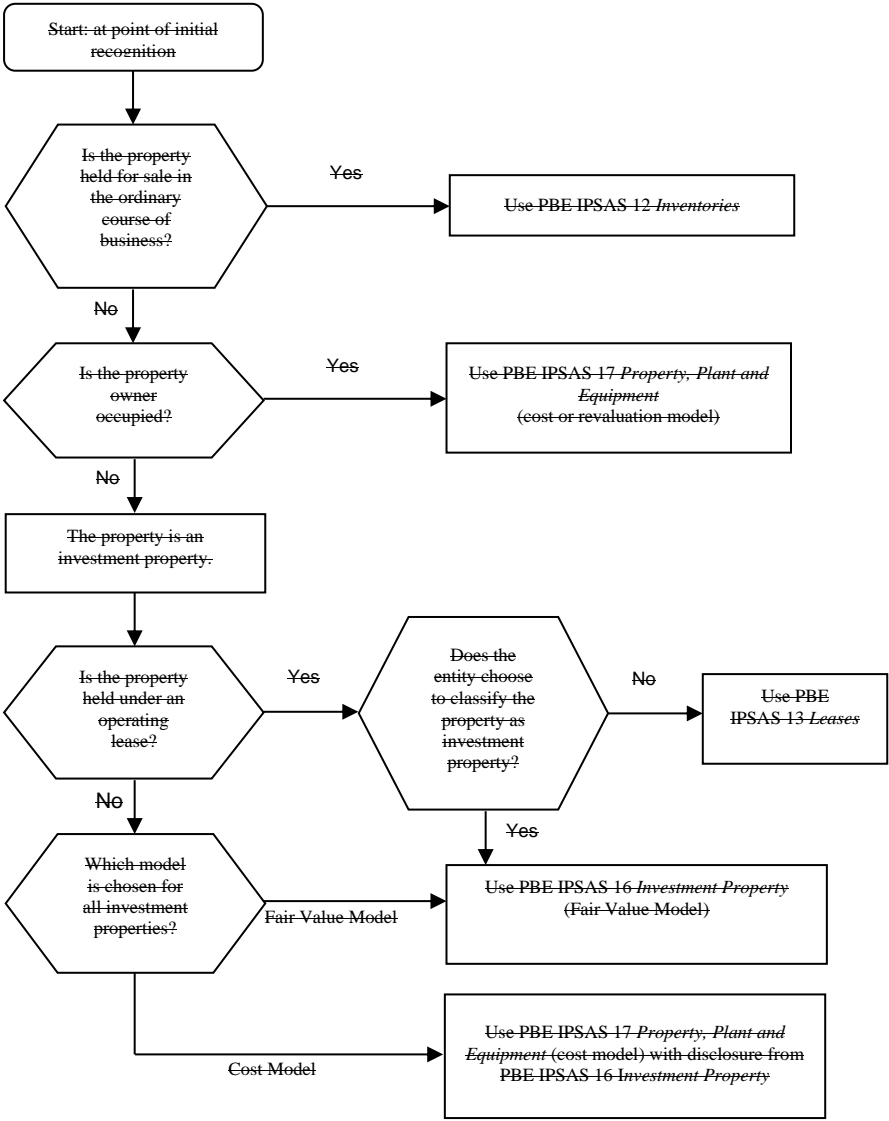 Start: at point of initial
recognition
Is the property
held for sale in
the ordinary
course of
business?
Yes
Use PBE IPSAS 12 Inventories
No
Is the property
owner
occupied?
Yes
Use PBE IPSAS 17 Property, Plant and
Equipment
(cost or revaluation model)
No
The property is an
investment property.
Is the property
held under an
operating
lease?
Yes
Does the
entity choose
to classify the
property as
investment
property?
No
Use PBE
IPSAS 13 Leases
No
Yes
Which model
is chosen for
all investment
properties?
Fair Value Model
Use PBE IPSAS 16 Investment Property
(Fair Value Model)
Cost Model
Use PBE IPSAS 17 Property, Plant and
Equipment (cost model) with disclosure from
PBE IPSAS 16 Investment Property